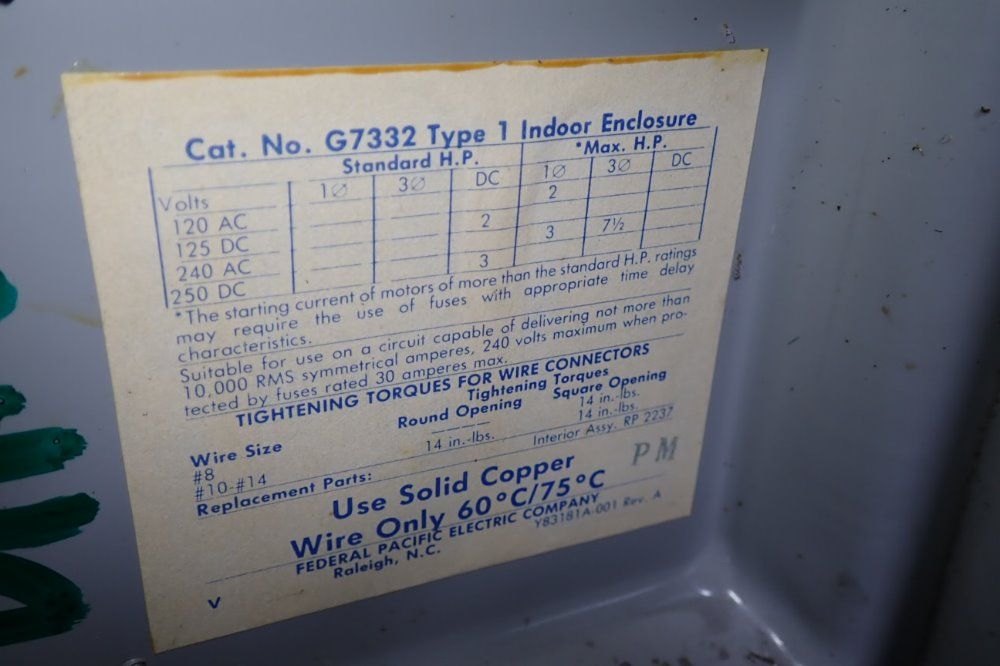 Cat. No. G7332 Type 1 Indoor Enclosure
Standard H.P. *Max. H.P.
Volts 1∅ 3∅ DC 1∅ 3∅ DC
120 AC —— —— —— 2 —— ——
125 DC —— —— 2 —— —— ——
240 AC —— —— —— 3 7½ ——
250 DC —— —— 3 —— —— ——
*The starting current of motors of more than the standard H.P. ratings
may require the use of fuses with appropriate time delay
characteristics.
Suitable for use on a circuit capable of delivering not more than
10,000 RMS symmetrical amperes, 240 volts maximum when pro-
tected by fuses rated 30 amperes max.
TIGHTENING TORQUES FOR WIRE CONNECTORS
Tightening Torques
Wire Size Round Opening Square Opening
#8 —— 14 in.-lbs.
#10-#14 14 in.-lbs. 14 in.-lbs.
Replacement Parts: Interior Assy. RP 2237
PM
Use Solid Copper
Wire Only 60°C/75°C
FEDERAL PACIFIC ELECTRIC COMPANY
Raleigh, N.C. Y83181A-001 Rev. A
V